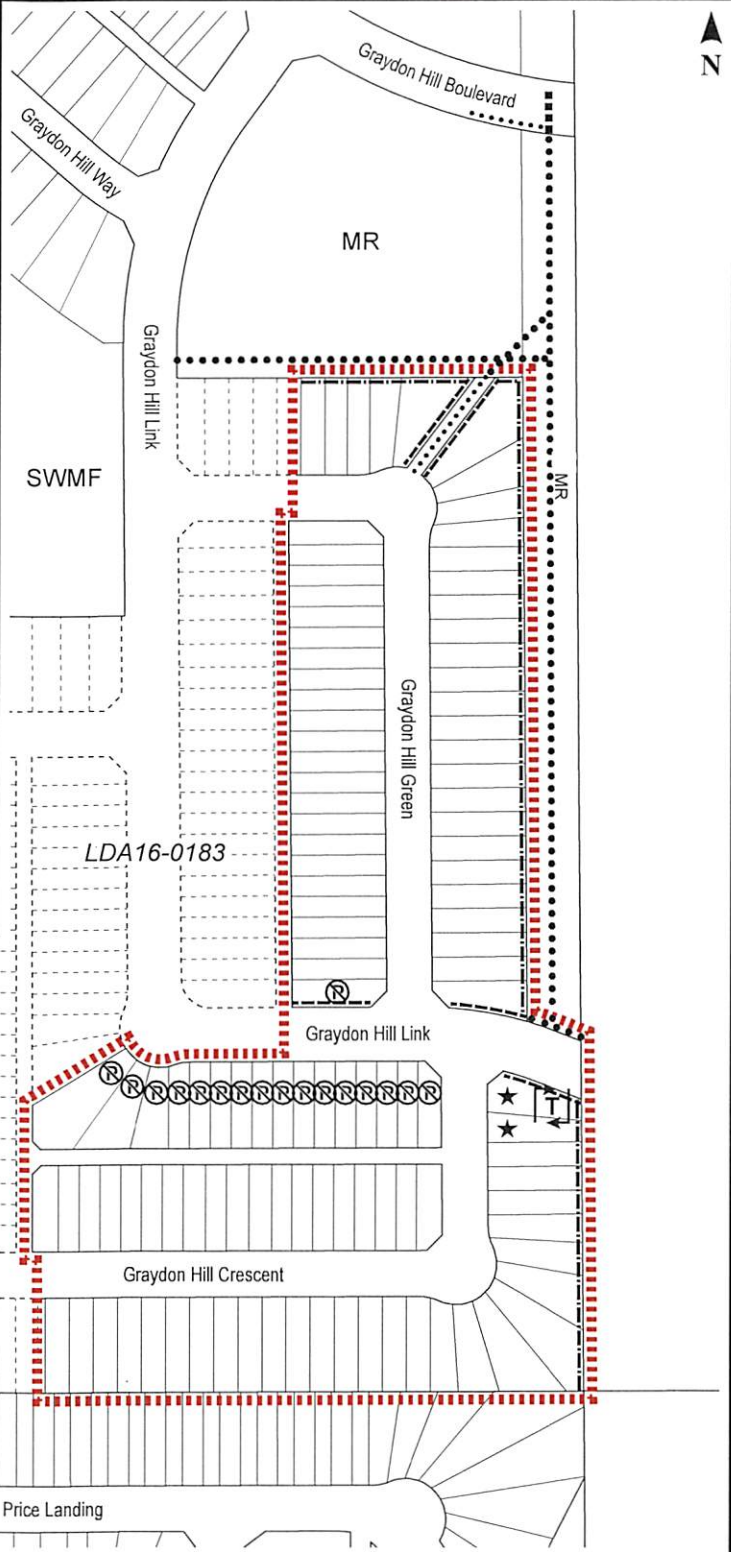 N
Graydon Hill Boulevard
Graydon Hill Way
MR
Graydon Hill Link
SWMF
MR
Graydon Hill Green
LDA16-0183
Graydon Hill Link
T
Graydon Hill Crescent
Price Landing